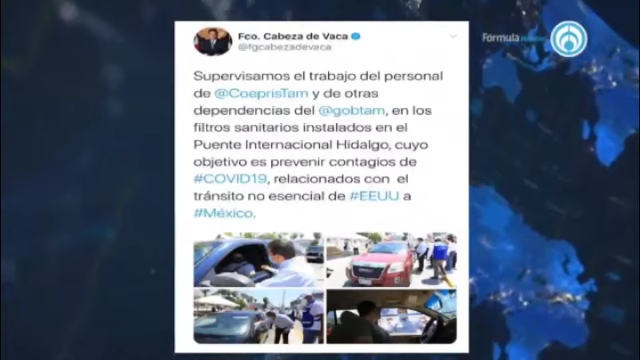 Fco. Cabeza de Vaca
@fgcabezadevaca
Fórmula
Supervisamos el trabajo del personal
de @CoeprisTam y de otras
dependencias del @gobtam, en los
filtros sanitarios instalados en el
Puente Internacional Hidalgo, cuyo
objetivo es prevenir contagios de
#COVID19, relacionados con el
tránsito no esencial de #EEUU a
#México.